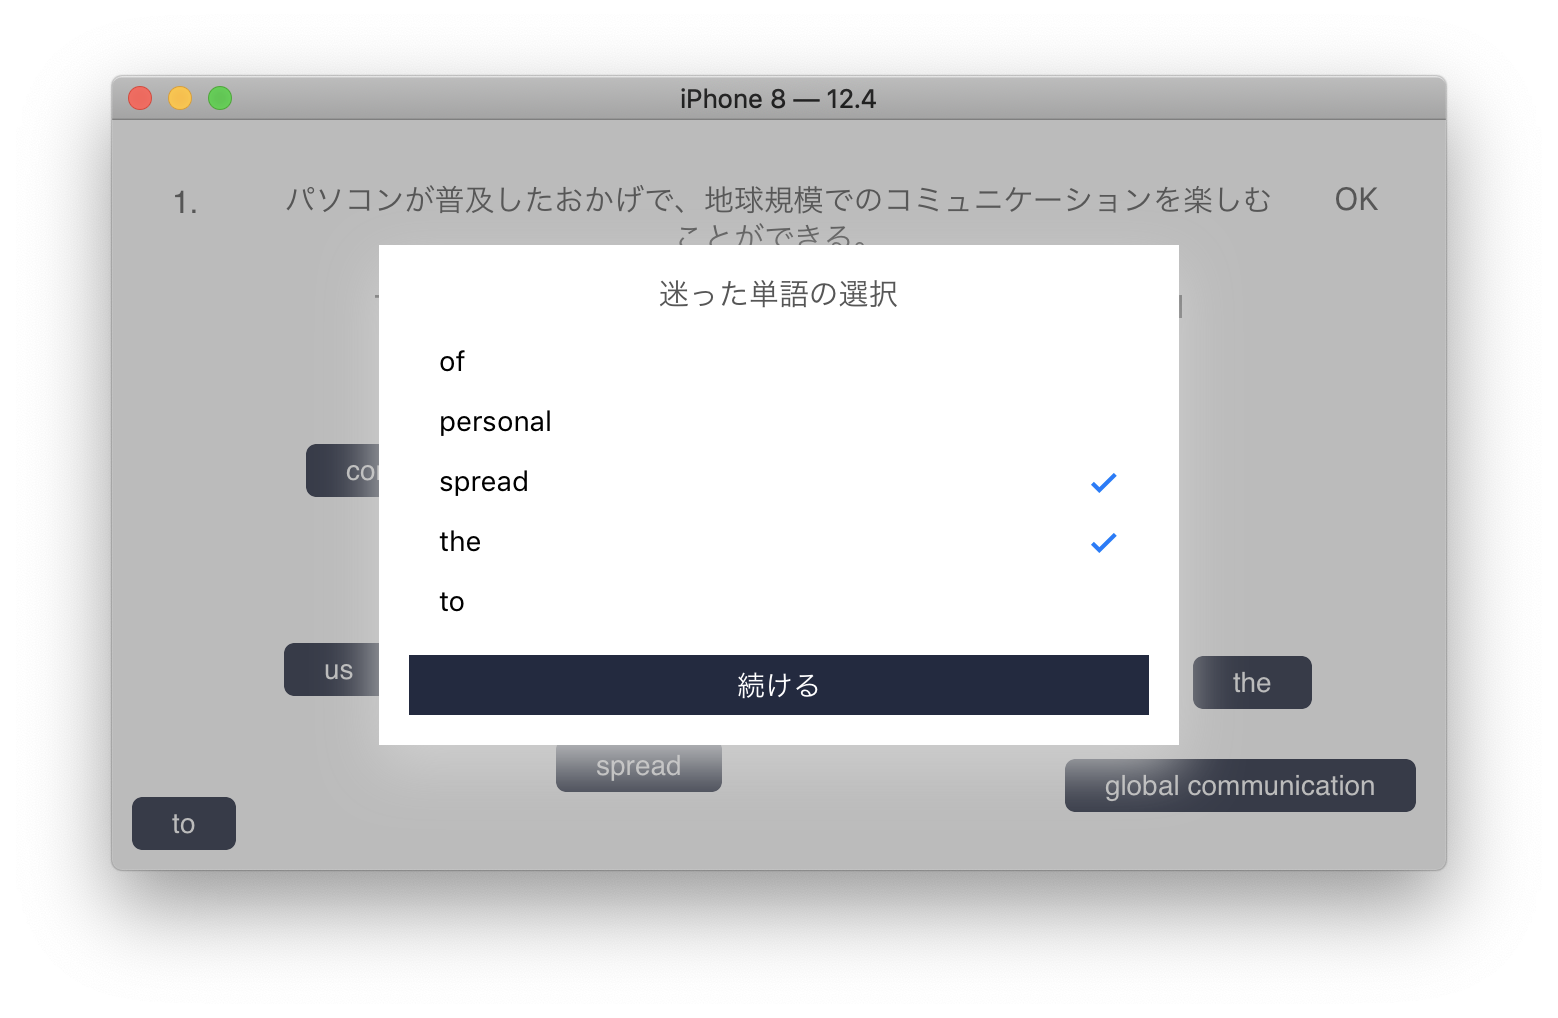 iPhone 8 — 12.4
1.
パソコンが普及したおかげで、地球規模でのコミュニケーションを楽しむ
ことができる。
OK
迷った単語の選択
of
personal
spread
the
to
続ける
us
the
spread
global communication
to